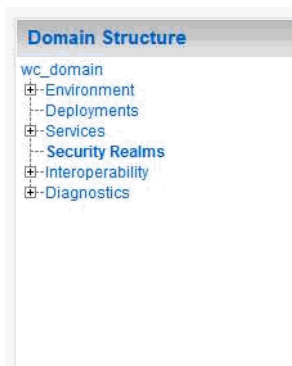 Domain Structure
wc_domain
Environment
Deployments
Services
Security Realms
Interoperability
Diagnostics